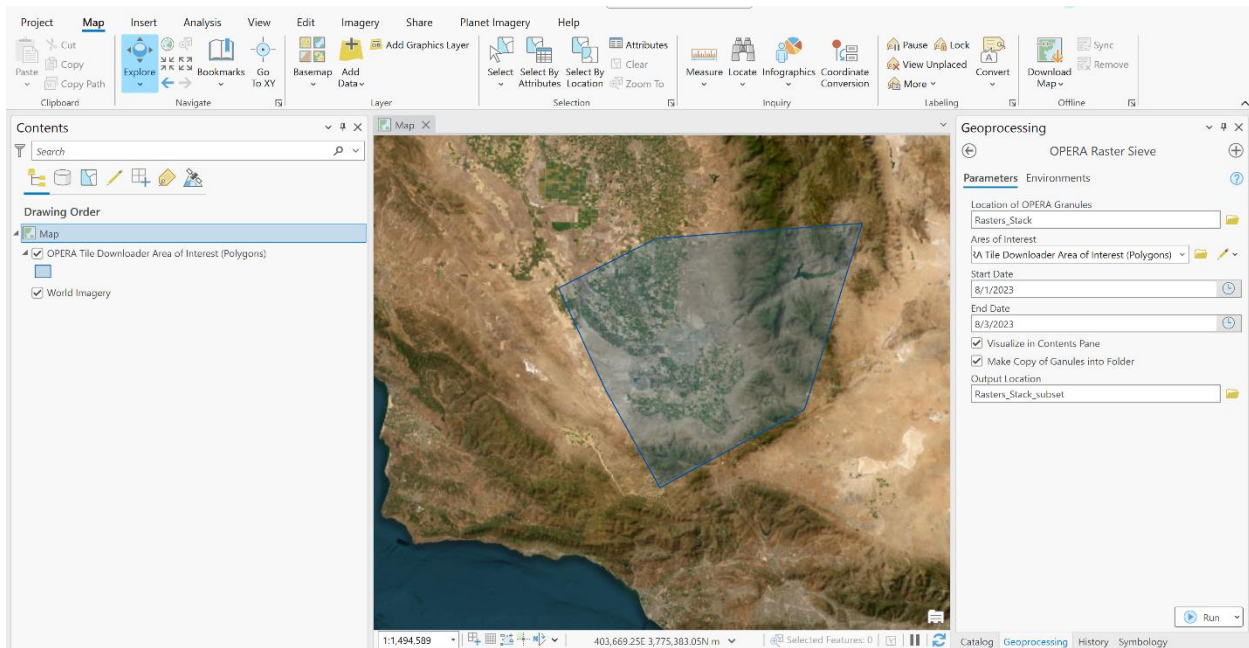 Project Map Insert Analysis View Edit Imagery Share Planet Imagery Help
Paste
Cut
Copy
Copy Path
Clipboard
Explore
Bookmarks
Go To XY
Navigate
Basemap
Add Data
Add Graphics Layer
Layer
Select
Select By Attributes
Select By Location
Attributes
Clear
Zoom To
Selection
Measure
Locate
Infographics
Coordinate Conversion
Inquiry
Pause
Lock
View Unplaced
More
Convert
Labeling
Download Map
Sync
Remove
Offline
Contents
Search
Drawing Order
Map
OPERA Tile Downloader Area of Interest (Polygons)
World Imagery
Map
1:1,494,589
403,669.25E 3,775,383.05N m
Selected Features: 0
Geoprocessing
OPERA Raster Sieve
Parameters Environments
Location of OPERA Granules
Rasters_Stack
Ares of Interest
RA Tile Downloader Area of Interest (Polygons)
Start Date
8/1/2023
End Date
8/3/2023
Visualize in Contents Pane
Make Copy of Ganules into Folder
Output Location
Rasters_Stack_subset
Run
Catalog Geoprocessing History Symbology